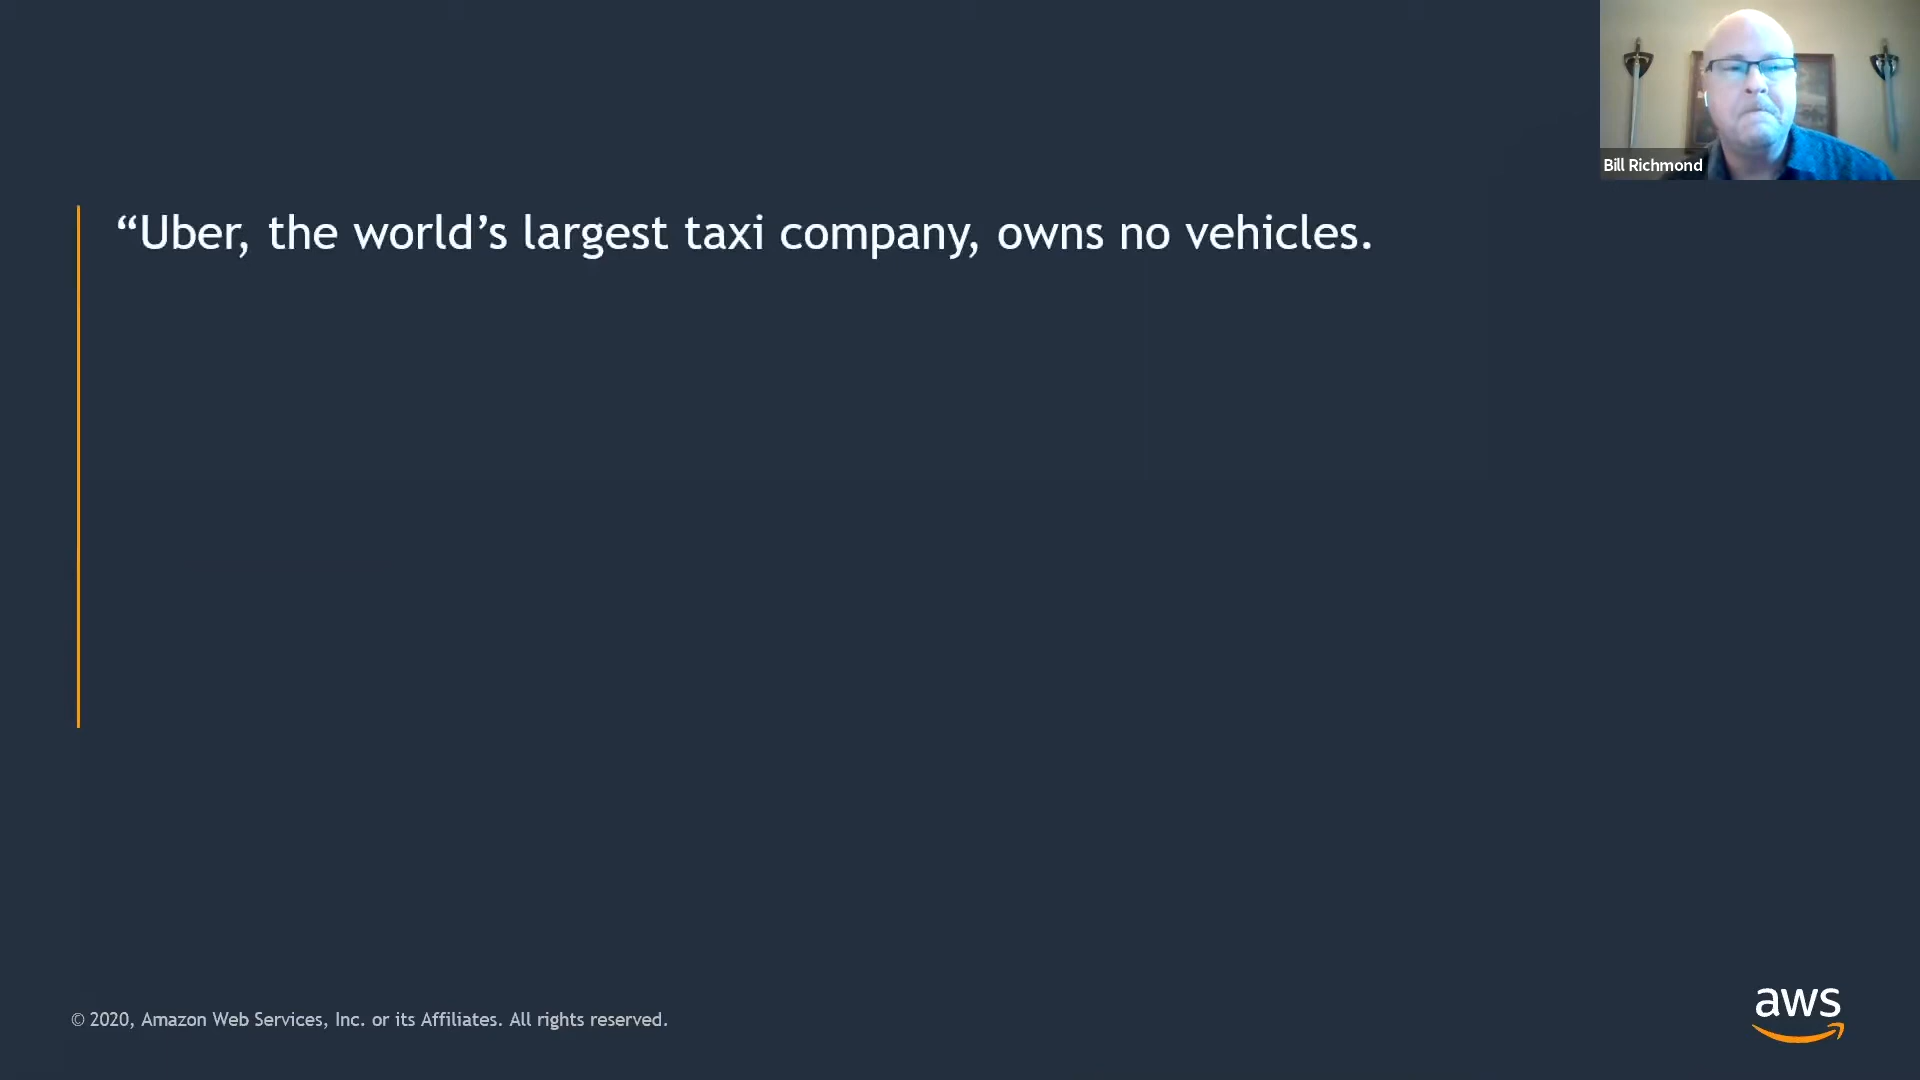 Bill Richmond
“Uber, the world’s largest taxi company, owns no vehicles.
© 2020, Amazon Web Services, Inc. or its Affiliates. All rights reserved.
aws